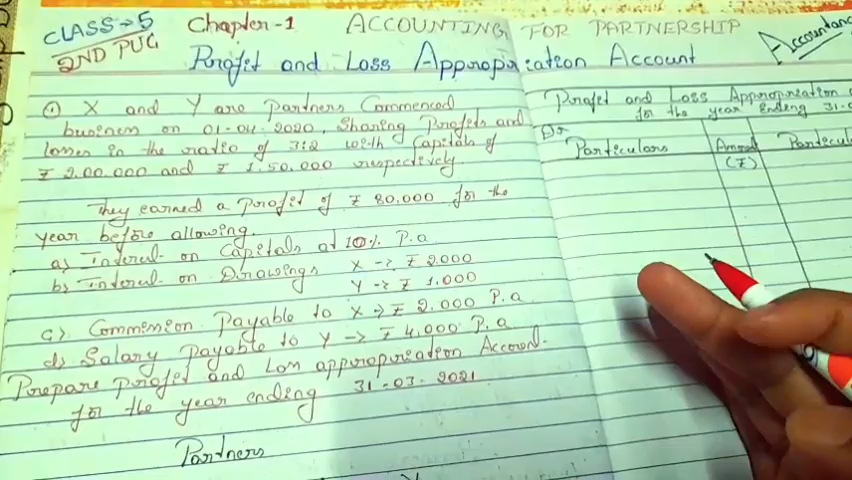 CLASS → 5
2ND PUC
Chapter-1 ACCOUNTING FOR PARTNERSHIP
Accountan
Profit and Loss Appropriation Account
① X and Y are Partners Commenced
business on 01-04-2020, Sharing Profits and
losses in the ratio of 3:2 with Capitals of
₹ 2.00.000 and ₹ 1.50.000 respectively.
They earned a Profit of ₹ 80.000 for the
year before allowing.
a) Interest on Capitals at 10% P.a
b) Interest on Drawings X → ₹ 2.000
Y → ₹ 1.000
c) Commission Payable to X → ₹ 2.000 P.a
d) Salary Payable to Y → ₹ 4.000 P.a
Prepare profit and Loss appropriation Account
for the year ending 31-03-2021
Partners
Profit and Loss Appropriation
for the year ending 31-0
Dr
Particulars Amount Particul
(₹)